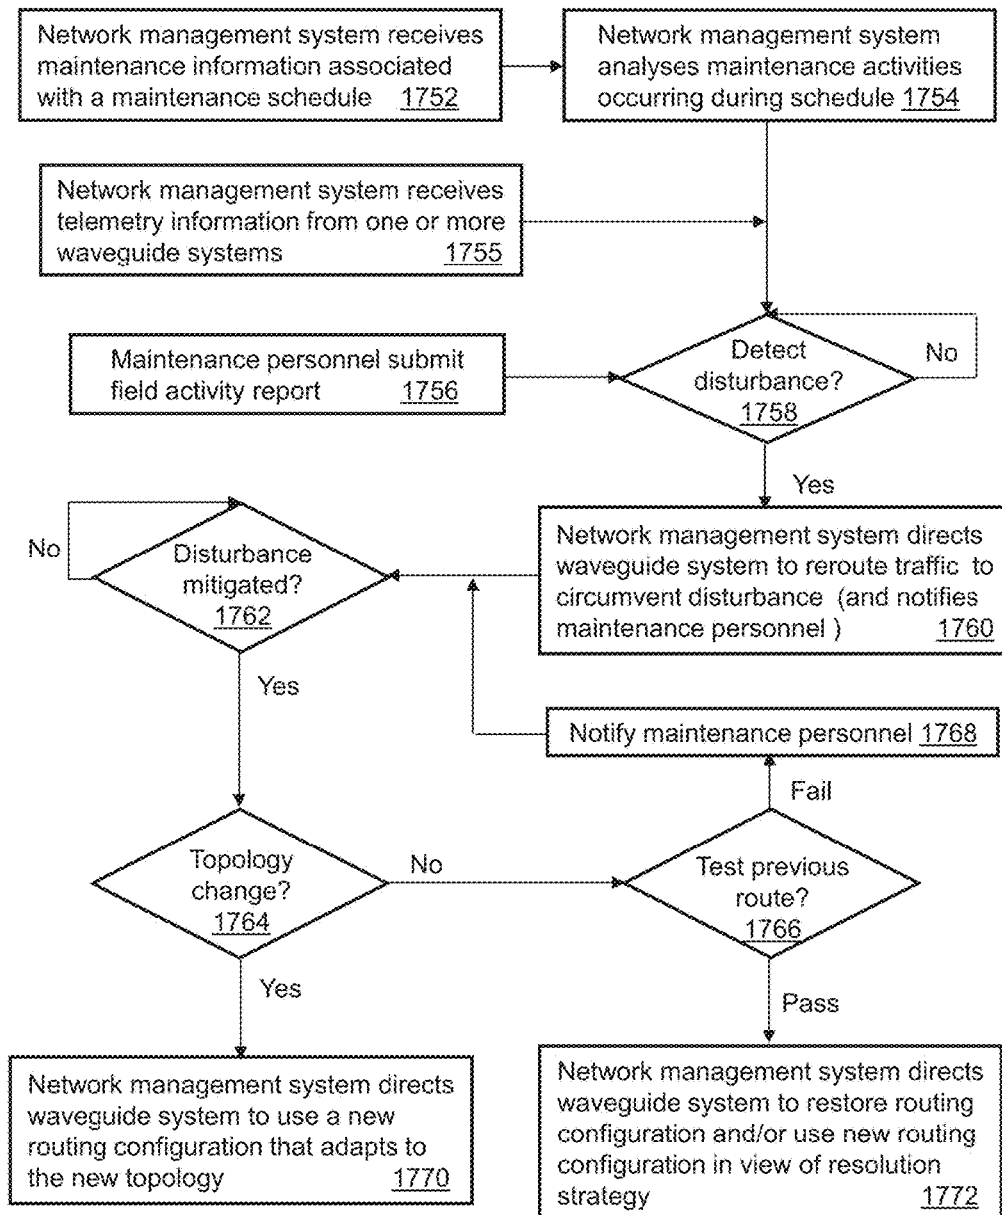 Network management system receives
maintenance information associated
with a maintenance schedule 1752
Network management system
analyses maintenance activities
occurring during schedule 1754
Network management system receives
telemetry information from one or more
waveguide systems 1755
Maintenance personnel submit
field activity report 1756
Detect
disturbance?
1758
No
Yes
Network management system directs
waveguide system to reroute traffic to
circumvent disturbance (and notifies
maintenance personnel ) 1760
No
Disturbance
mitigated?
1762
Yes
Notify maintenance personnel 1768
Fail
Topology
change?
1764
No
Test previous
route?
1766
Yes
Pass
Network management system directs
waveguide system to use a new
routing configuration that adapts to
the new topology 1770
Network management system directs
waveguide system to restore routing
configuration and/or use new routing
configuration in view of resolution
strategy 1772